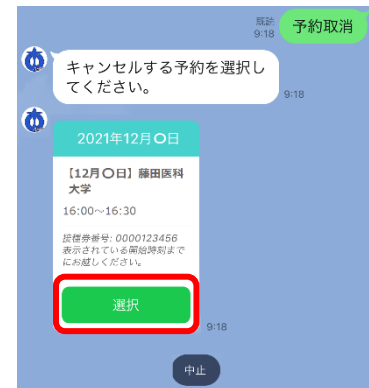 予約取消
既読
9:18
キャンセルする予約を選択し
てください。
9:18
2021年12月〇日
【12月〇日】藤田医科
大学
16:00～16:30
接種券番号: 0000123456
表示されている開始時刻まで
にお越しください。
選択
9:18
中止